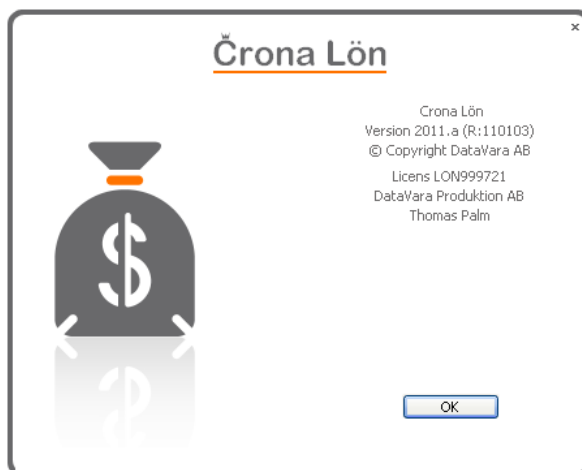 Crona Lön
Crona Lön
Version 2011.a (R:110103)
© Copyright DataVara AB
Licens LON999721
DataVara Produktion AB
Thomas Palm
$
OK